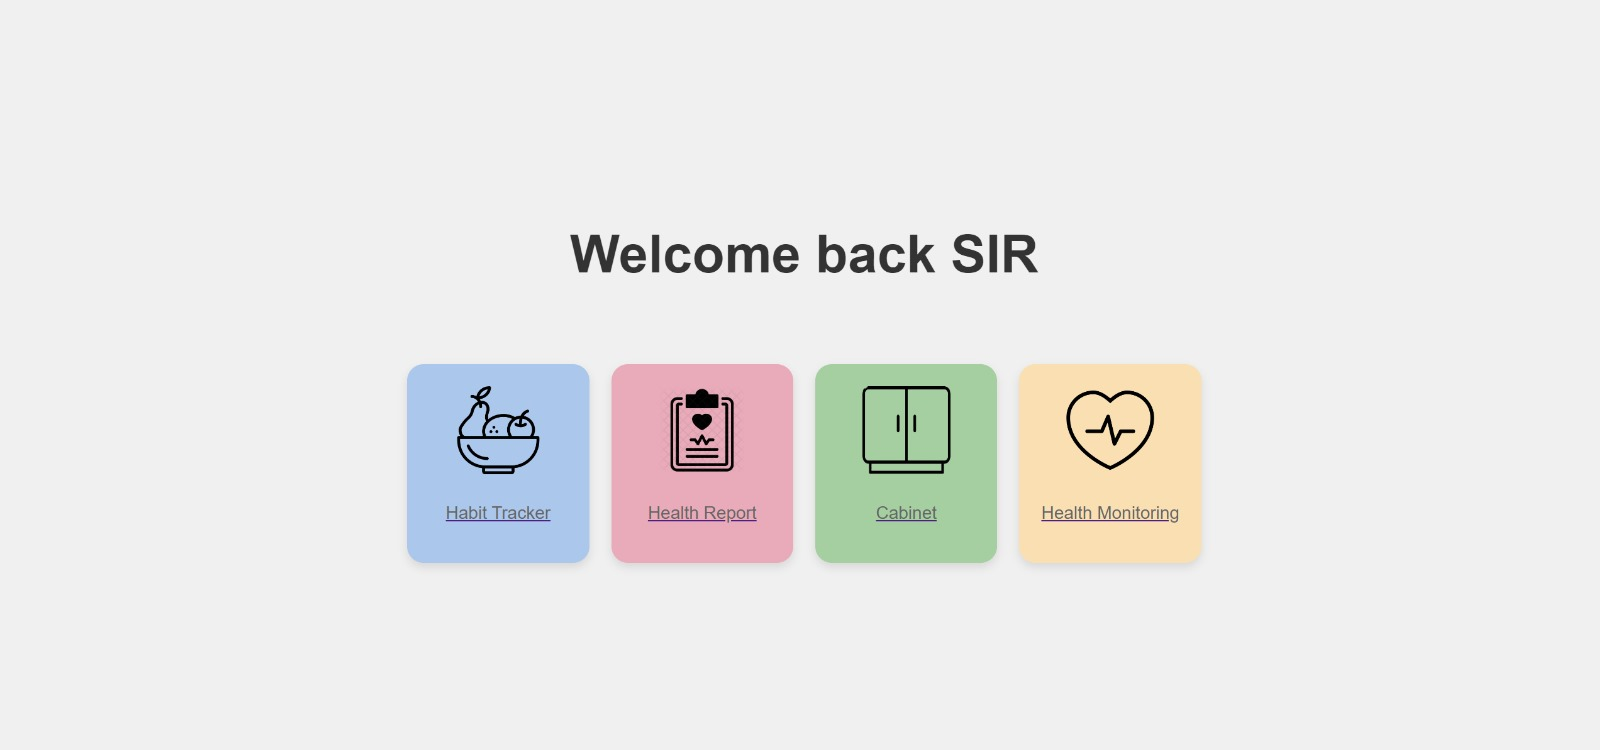 Welcome back SIR
Habit Tracker
Health Report
Cabinet
Health Monitoring